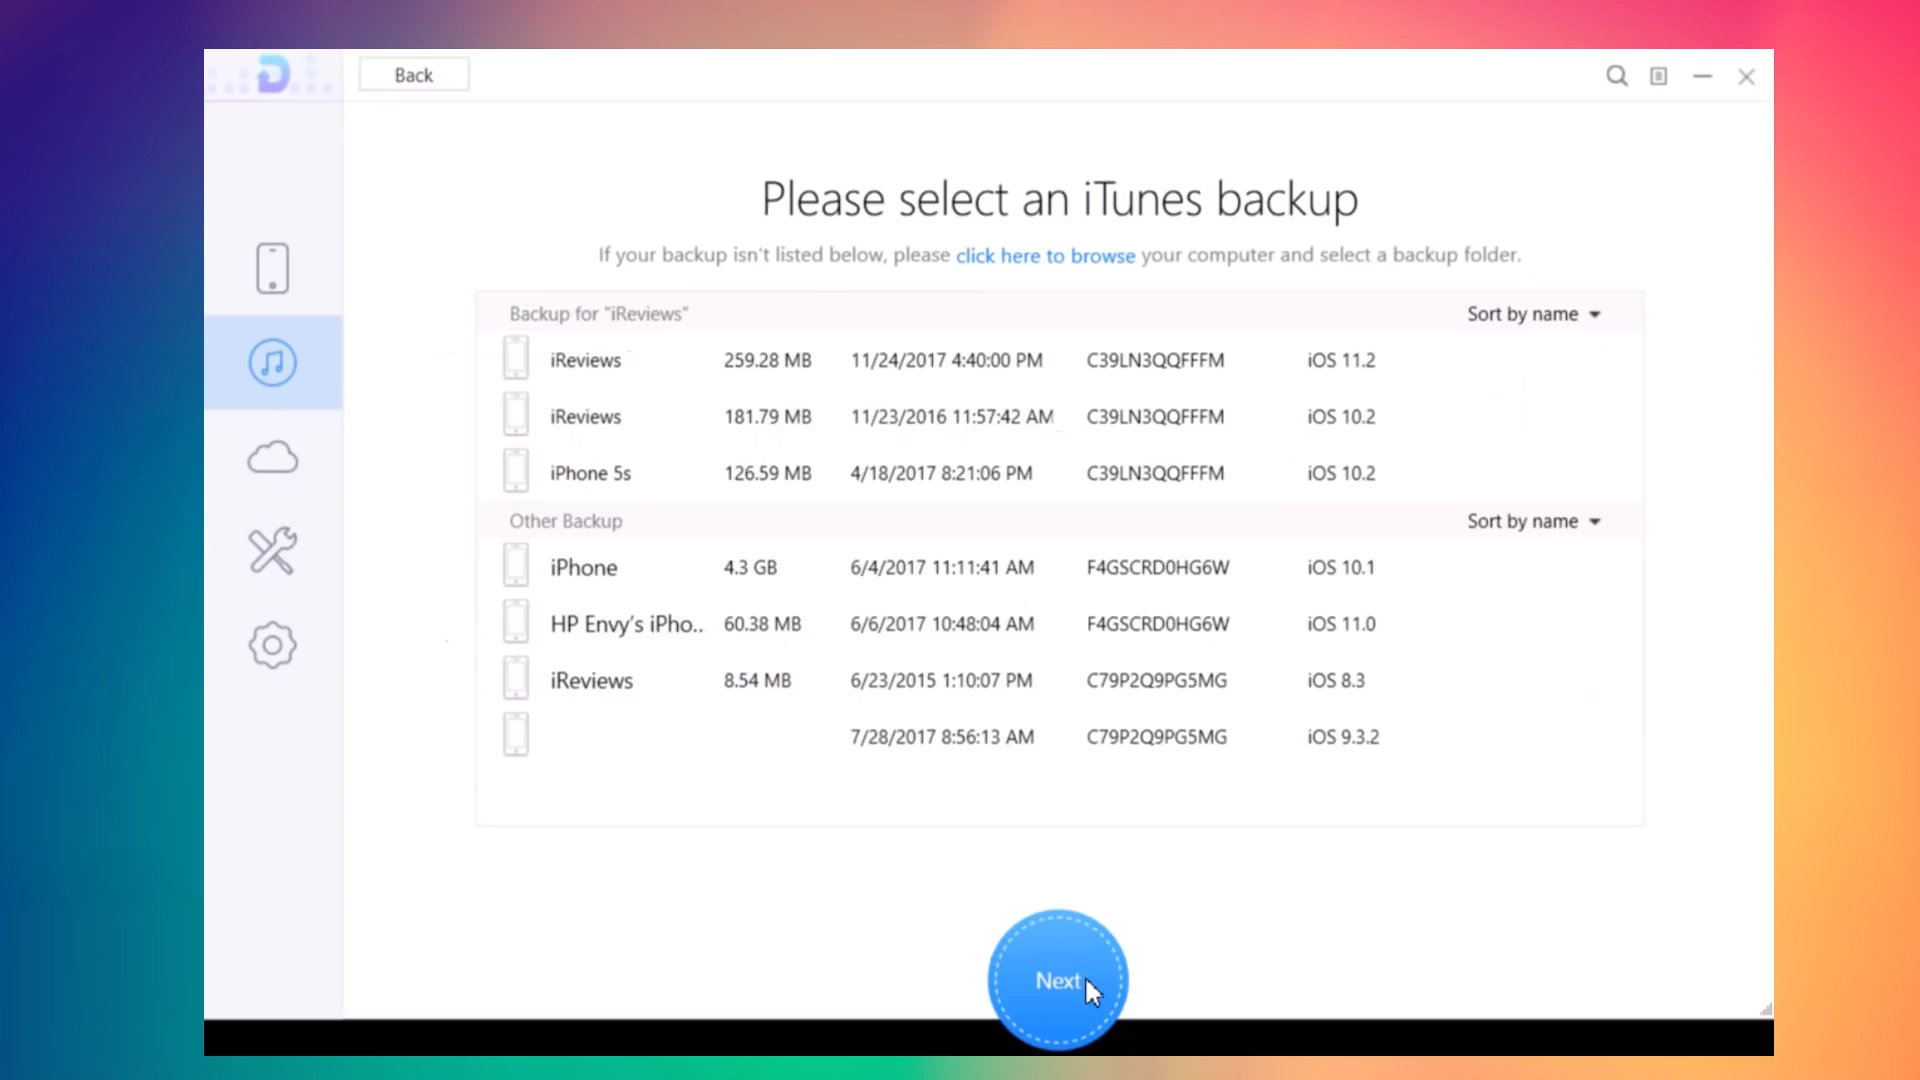 Back
Please select an iTunes backup
If your backup isn't listed below, please click here to browse your computer and select a backup folder.
Backup for "iReviews" Sort by name
iReviews 259.28 MB 11/24/2017 4:40:00 PM C39LN3QQFFFM iOS 11.2
iReviews 181.79 MB 11/23/2016 11:57:42 AM C39LN3QQFFFM iOS 10.2
iPhone 5s 126.59 MB 4/18/2017 8:21:06 PM C39LN3QQFFFM iOS 10.2
Other Backup Sort by name
iPhone 4.3 GB 6/4/2017 11:11:41 AM F4GSCRD0HG6W iOS 10.1
HP Envy's iPho.. 60.38 MB 6/6/2017 10:48:04 AM F4GSCRD0HG6W iOS 11.0
iReviews 8.54 MB 6/23/2015 1:10:07 PM C79P2Q9PG5MG iOS 8.3
7/28/2017 8:56:13 AM C79P2Q9PG5MG iOS 9.3.2
Next